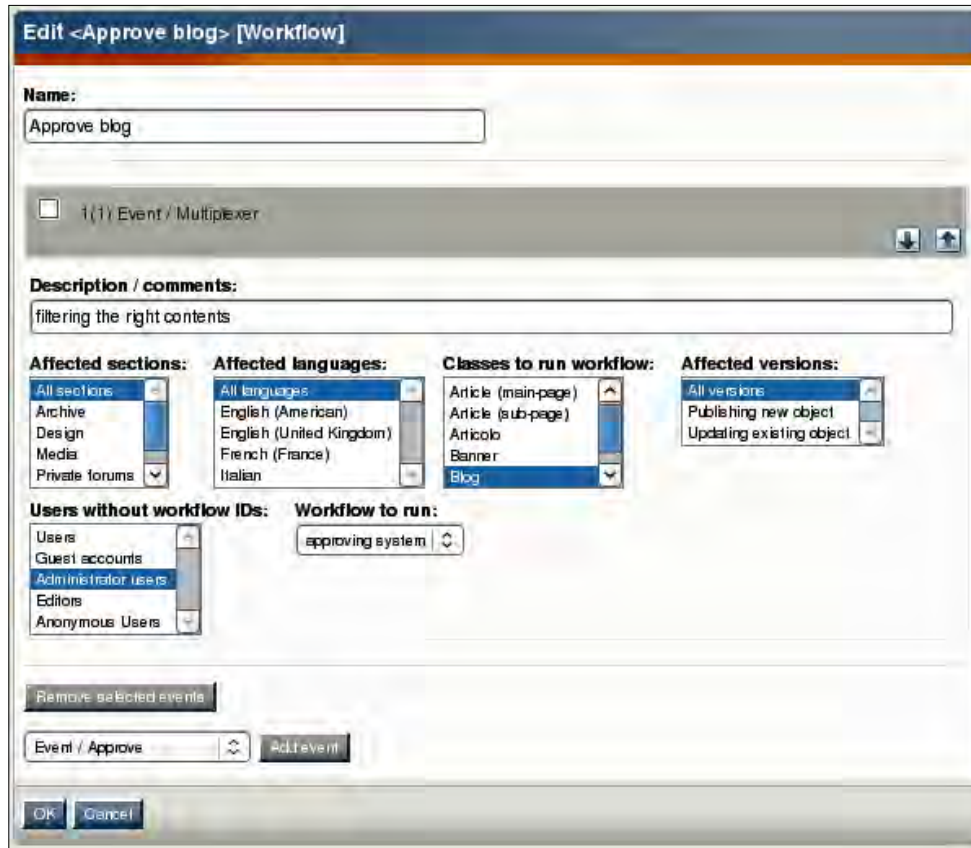 Edit <Approve blog> [Workflow]
Name:
Approve blog
1(1) Event / Multiplexer
Description / comments:
filtering the right contents
Affected sections: Affected languages: Classes to run workflow: Affected versions:
All sections All languages Article (main-page) All versions
Archive English (American) Article (sub-page) Publishing new object
Design English (United Kingdom) Articolo Updating existing object
Media French (France) Banner
Private forums Italian Blog
Users without workflow IDs: Workflow to run:
Users approving system
Guest accounts
Administrator users
Editors
Anonymous Users
Remove selected events
Event / Approve Add event
OK Cancel